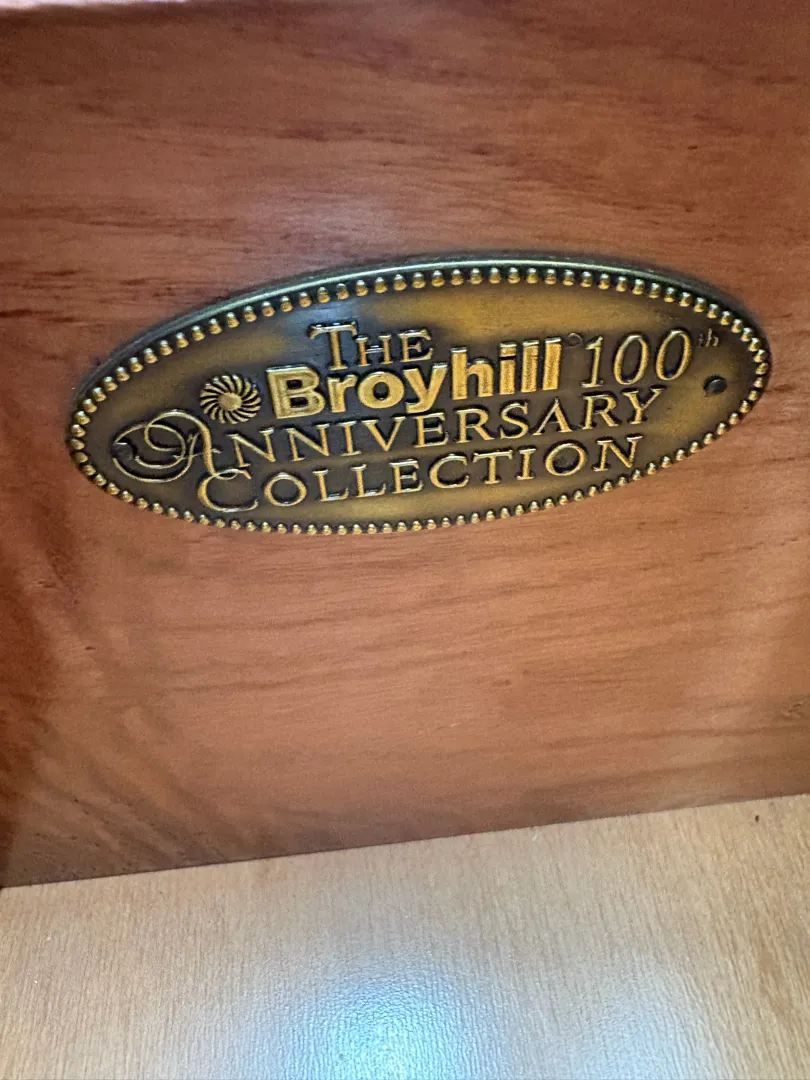 THE
Broyhill® 100th
ANNIVERSARY
COLLECTION